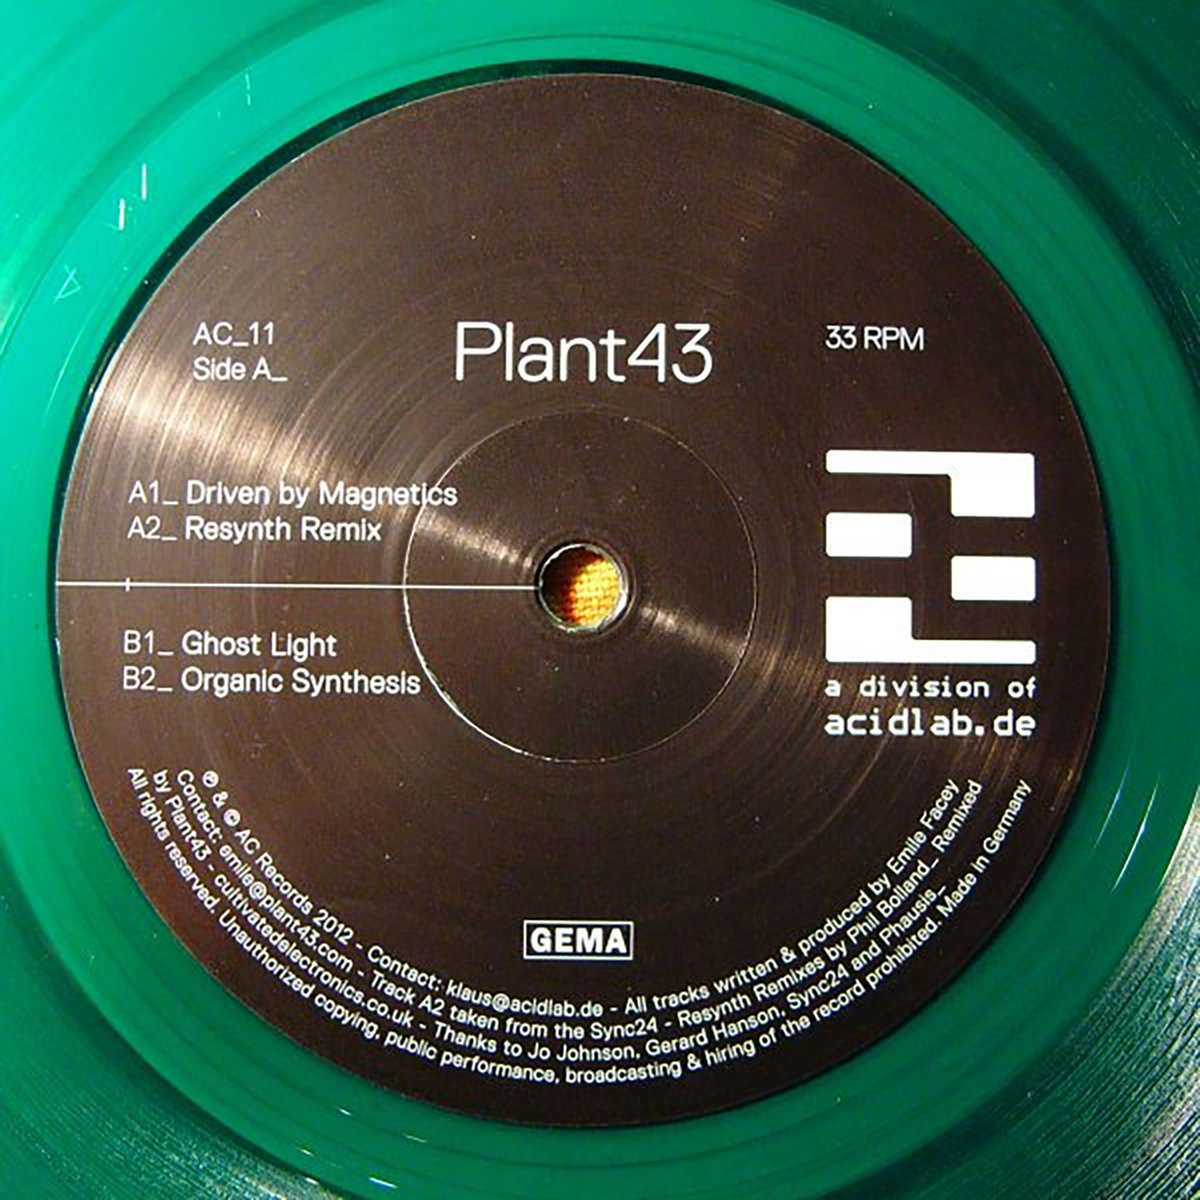 AC_11
Side A_
Plant43
33 RPM
A1_ Driven by Magnetics
A2_ Resynth Remix
B1_ Ghost Light
B2_ Organic Synthesis
a division of
acidlab.de
GEMA
℗ & © AC Records 2012 - Contact: klaus@acidlab.de - All tracks written & produced by Emile Facey
Contact: emile@plant43.com - Track A2 taken from the Sync24 - Resynth Remixes by Phil Bolland_ Remixed
by Plant43 - cultivatedelectronics.co.uk - Thanks to Jo Johnson, Gerard Hanson, Sync24 and Phausis_
All rights reserved. Unauthorized copying, public performance, broadcasting & hiring of the record prohibited. Made in Germany